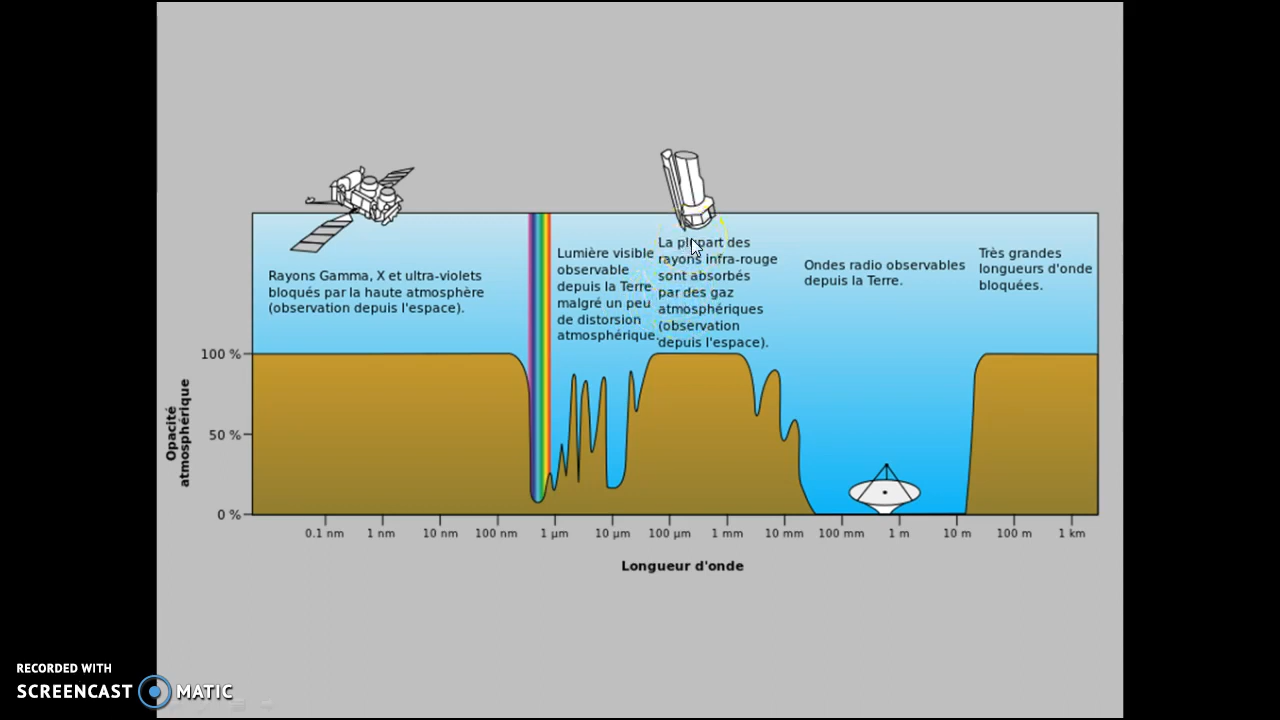 Rayons Gamma, X et ultra-violets
bloqués par la haute atmosphère
(observation depuis l'espace).
Lumière visible
observable
depuis la Terre
malgré un peu
de distorsion
atmosphérique.
La plupart des
rayons infra-rouge
sont absorbés
par des gaz
atmosphériques
(observation
depuis l'espace).
Ondes radio observables
depuis la Terre.
Très grandes
longueurs d'onde
bloquées.
Opacité
atmosphérique
100 %
50 %
0 %
0.1 nm 1 nm 10 nm 100 nm 1 µm 10 µm 100 µm 1 mm 10 mm 100 mm 1 m 10 m 100 m 1 km
Longueur d'onde
RECORDED WITH
SCREENCAST MATIC